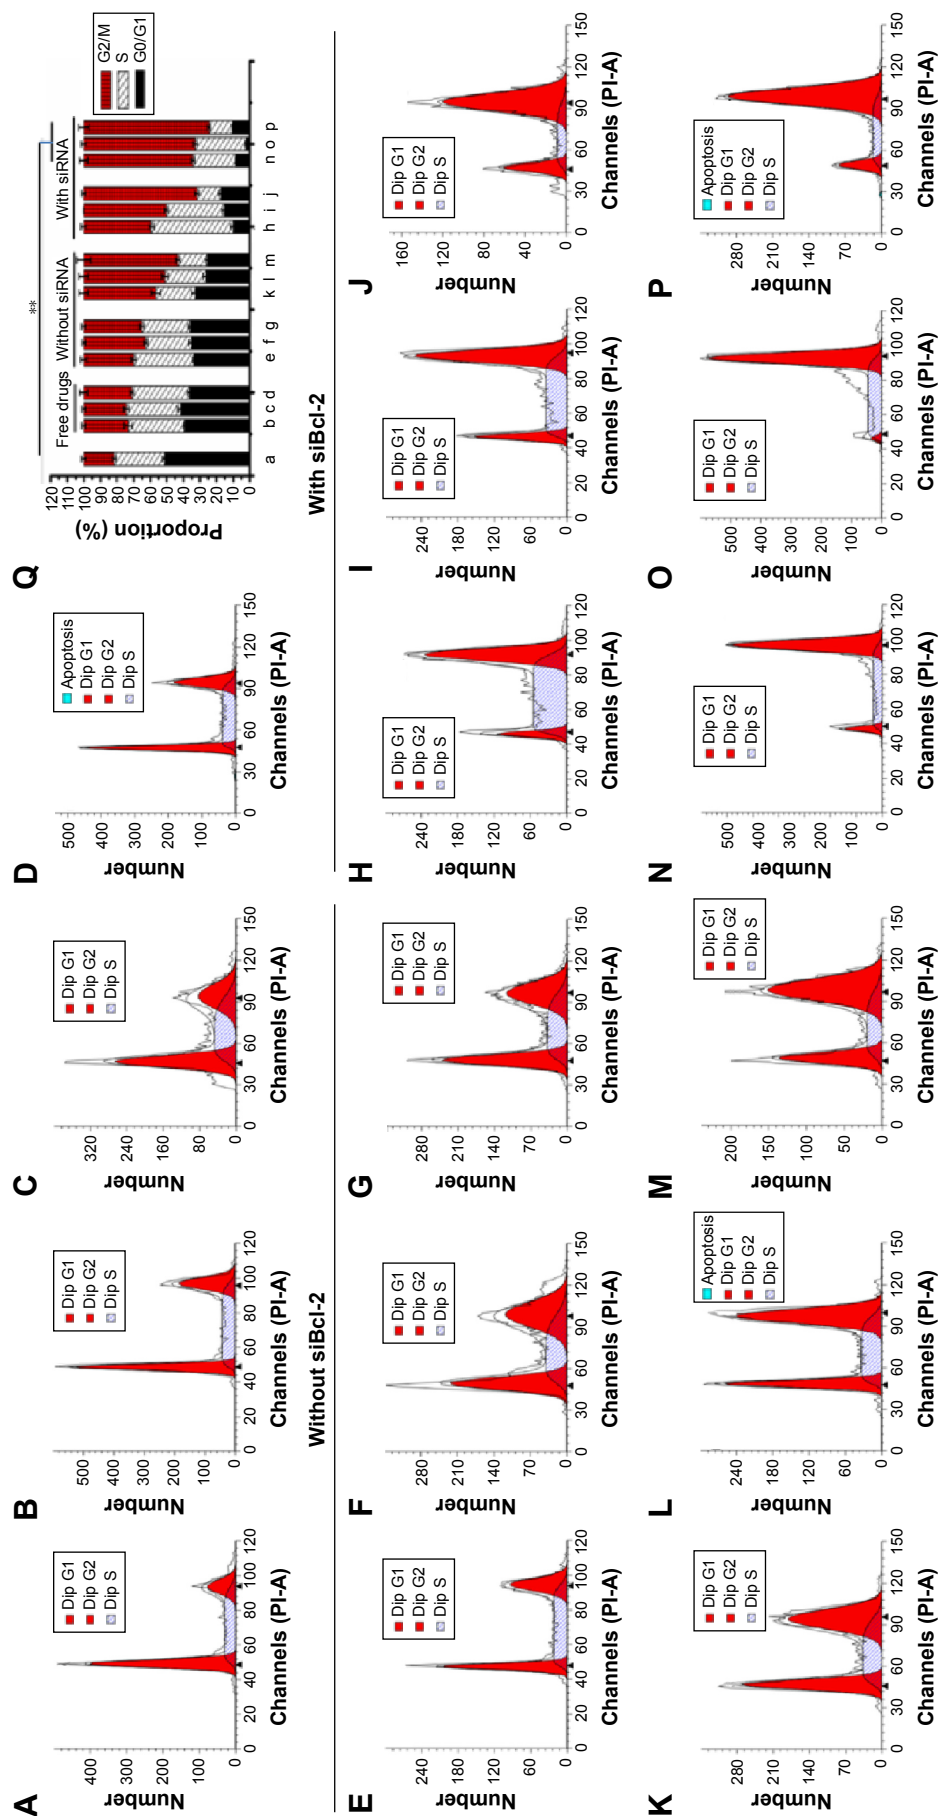 A
Number
400
300
200
100
0
Dip G1
Dip G2
Dip S
0 20 40 60 80 100 120
Channels (PI-A)
B
Number
500
400
300
200
100
0
Dip G1
Dip G2
Dip S
0 20 40 60 80 100 120
Channels (PI-A)
C
Number
320
240
160
80
0
Dip G1
Dip G2
Dip S
0 30 60 90 120 150
Channels (PI-A)
D
Number
500
400
300
200
100
0
Apoptosis
Dip G1
Dip G2
Dip S
0 30 60 90 120 150
Channels (PI-A)
Q
Proportion (%)
120
110
100
90
80
70
60
50
40
30
20
10
0
**
Free drugs
Without siRNA
With siRNA
G2/M
S
G0/G1
a b c d e f g k l m h i j n o p
Without siBcl-2
With siBcl-2
E
Number
280
210
140
70
0
Dip G1
Dip G2
Dip S
0 20 40 60 80 100 120
Channels (PI-A)
F
Number
280
210
140
70
0
Dip G1
Dip G2
Dip S
0 30 60 90 120 150
Channels (PI-A)
G
Number
280
210
140
70
0
Dip G1
Dip G2
Dip S
0 30 60 90 120 150
Channels (PI-A)
H
Number
240
180
120
60
0
Dip G1
Dip G2
Dip S
0 20 40 60 80 100 120
Channels (PI-A)
I
Number
240
180
120
60
0
Dip G1
Dip G2
Dip S
0 20 40 60 80 100 120
Channels (PI-A)
J
Number
160
120
80
40
0
Dip G1
Dip G2
Dip S
0 30 60 90 120 150
Channels (PI-A)
K
Number
280
210
140
70
0
Dip G1
Dip G2
Dip S
0 30 60 90 120 150
Channels (PI-A)
L
Number
240
180
120
60
0
Apoptosis
Dip G1
Dip G2
Dip S
0 30 60 90 120 150
Channels (PI-A)
M
Number
200
150
100
50
0
Dip G1
Dip G2
Dip S
0 30 60 90 120 150
Channels (PI-A)
N
Number
500
400
300
200
100
0
Dip G1
Dip G2
Dip S
0 20 40 60 80 100 120
Channels (PI-A)
O
Number
500
400
300
200
100
0
Dip G1
Dip G2
Dip S
0 20 40 60 80 100 120
Channels (PI-A)
P
Number
280
210
140
70
0
Apoptosis
Dip G1
Dip G2
Dip S
0 30 60 90 120 150
Channels (PI-A)